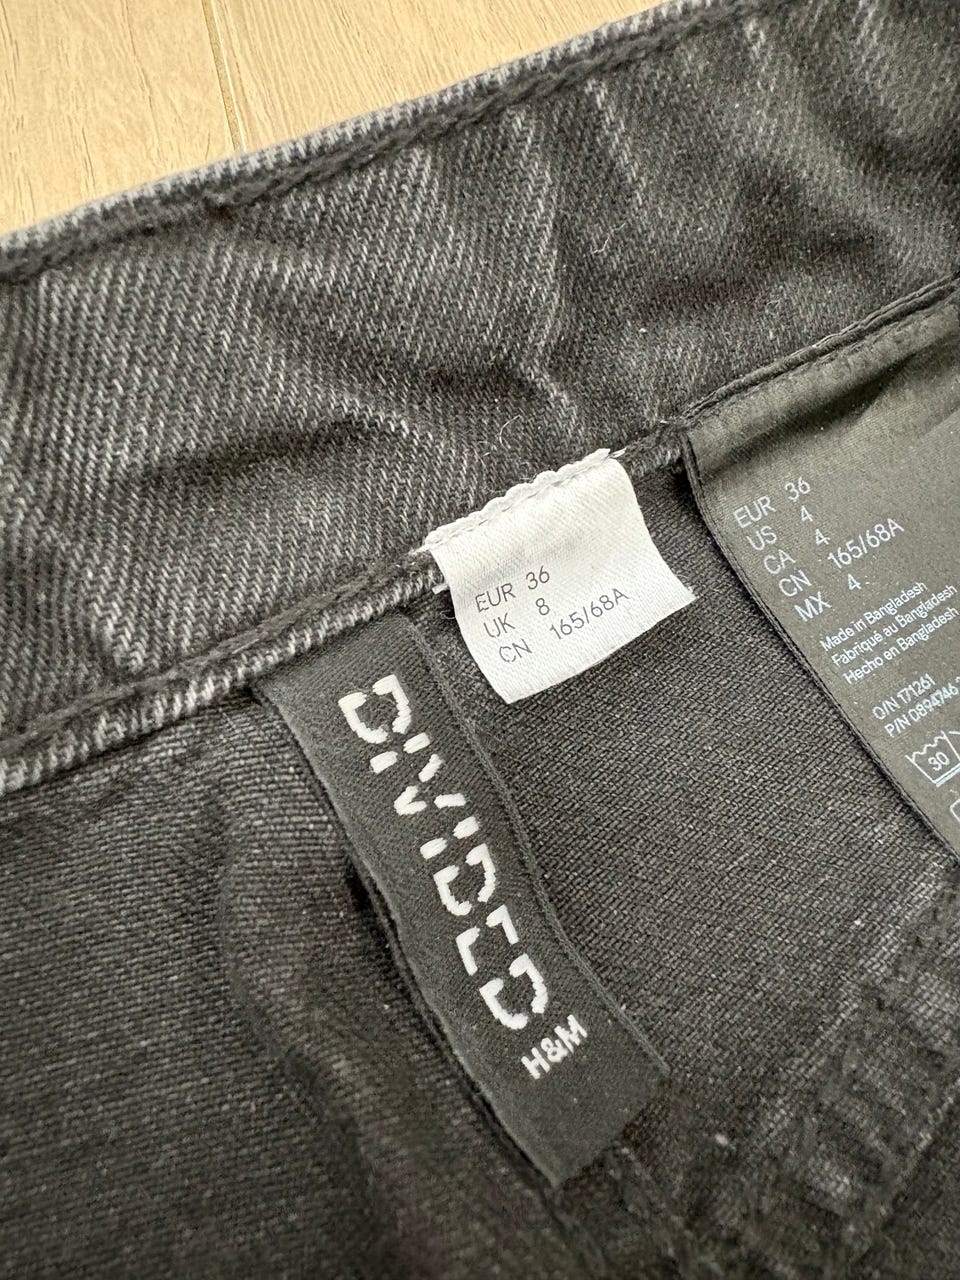 EUR 36
UK 8
CN 165/68A
DIVIDED
H&M
EUR 36
US 4
CA 4
CN 165/68A
MX 4
Made in Bangladesh
Fabriqué au Bangladesh
Hecho en Bangladesh
O/N 171261
P/N 0894746
30